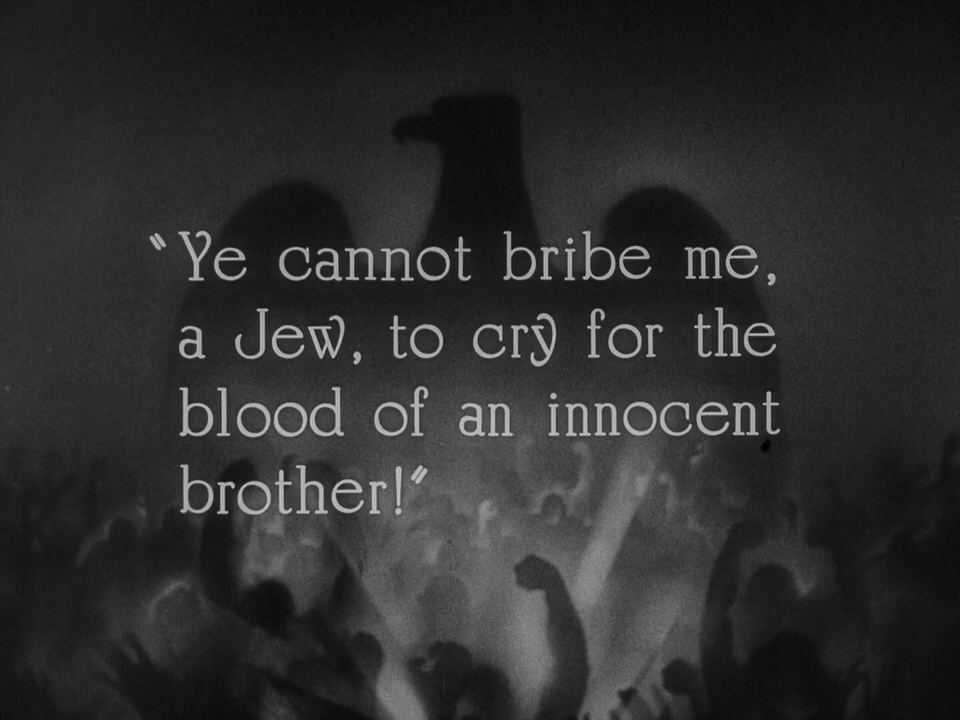 "Ye cannot bribe me,
a Jew, to cry for the
blood of an innocent
brother!"